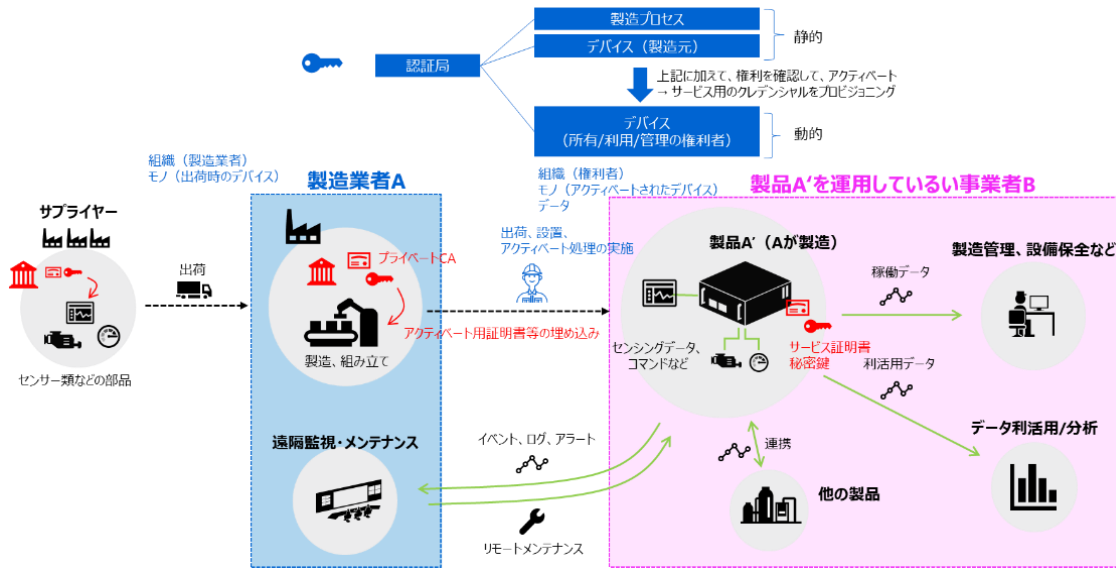 製造プロセス
デバイス（製造元）
静的
認証局
上記に加えて、権利を確認して、アクティベート
→ サービス用のクレデンシャルをプロビジョニング
デバイス
（所有/利用/管理の権利者）
動的
組織（製造業者）
モノ（出荷時のデバイス）
製造業者A
組織（権利者）
モノ（アクティベートされたデバイス）
データ
製品A'を運用しているい事業者B
サプライヤー
出荷
プライベートCA
出荷、設置、
アクティベート処理の実施
製品A'（Aが製造）
製造管理、設備保全など
稼働データ
アクティベート用証明書等の埋め込み
製造、組み立て
センシングデータ、
コマンドなど
サービス証明書
秘密鍵
利活用データ
センサー類などの部品
遠隔監視・メンテナンス
イベント、ログ、アラート
連携
データ利活用/分析
他の製品
リモートメンテナンス